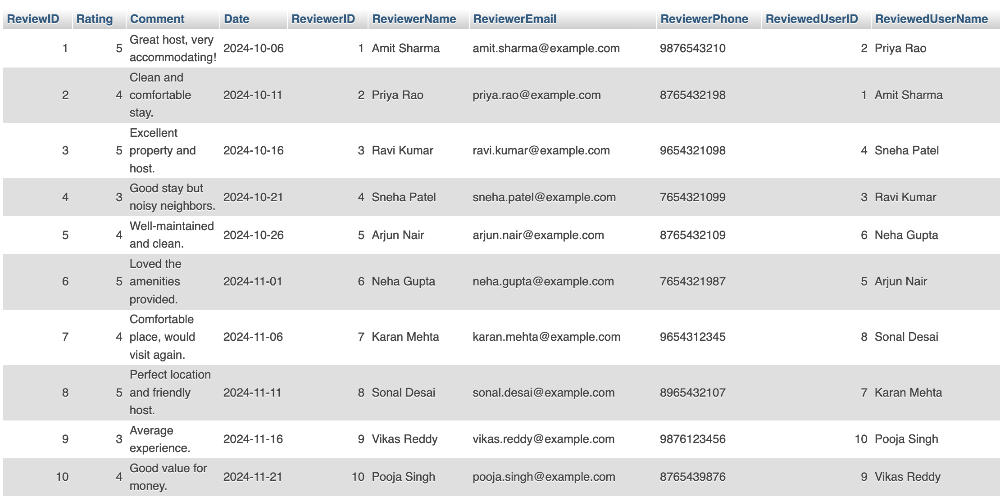 ReviewID Rating Comment Date ReviewerID ReviewerName ReviewerEmail ReviewerPhone ReviewedUserID ReviewedUserName
1 5 Great host, very accommodating! 2024-10-06 1 Amit Sharma amit.sharma@example.com 9876543210 2 Priya Rao
2 4 Clean and comfortable stay. 2024-10-11 2 Priya Rao priya.rao@example.com 8765432198 1 Amit Sharma
3 5 Excellent property and host. 2024-10-16 3 Ravi Kumar ravi.kumar@example.com 9654321098 4 Sneha Patel
4 3 Good stay but noisy neighbors. 2024-10-21 4 Sneha Patel sneha.patel@example.com 7654321099 3 Ravi Kumar
5 4 Well-maintained and clean. 2024-10-26 5 Arjun Nair arjun.nair@example.com 8765432109 6 Neha Gupta
6 5 Loved the amenities provided. 2024-11-01 6 Neha Gupta neha.gupta@example.com 7654321987 5 Arjun Nair
7 4 Comfortable place, would visit again. 2024-11-06 7 Karan Mehta karan.mehta@example.com 9654312345 8 Sonal Desai
8 5 Perfect location and friendly host. 2024-11-11 8 Sonal Desai sonal.desai@example.com 8965432107 7 Karan Mehta
9 3 Average experience. 2024-11-16 9 Vikas Reddy vikas.reddy@example.com 9876123456 10 Pooja Singh
10 4 Good value for money. 2024-11-21 10 Pooja Singh pooja.singh@example.com 8765439876 9 Vikas Reddy